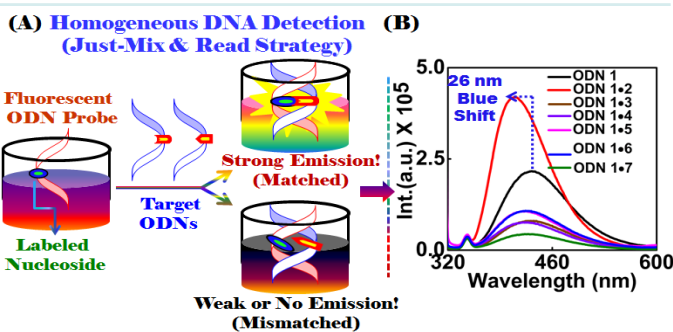 (A) Homogeneous DNA Detection
(Just-Mix & Read Strategy)
Fluorescent
ODN Probe
Labeled
Nucleoside
Target
ODNs
Strong Emission!
(Matched)
Weak or No Emission!
(Mismatched)
(B)
Int.(a.u.) X 10⁵
5.0
2.5
0.0
320
460
600
Wavelength (nm)
26 nm
Blue
Shift
ODN 1
ODN 1•2
ODN 1•3
ODN 1•4
ODN 1•5
ODN 1•6
ODN 1•7